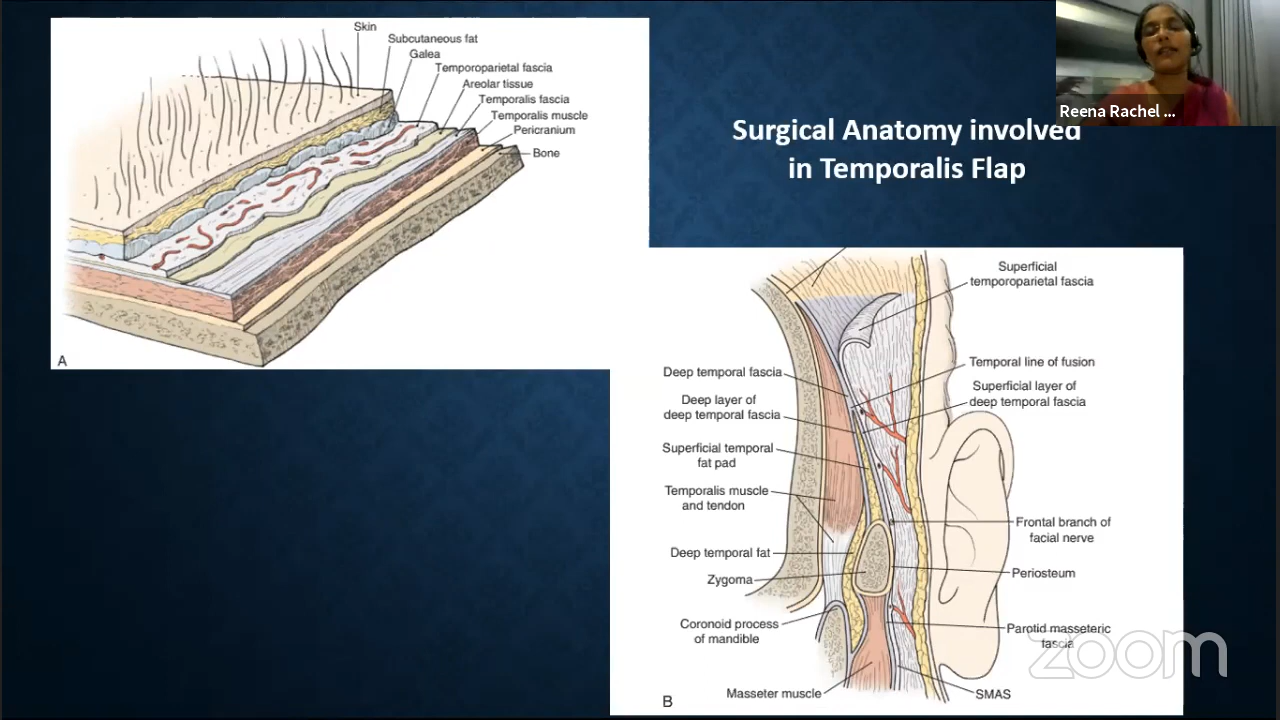 Skin
Subcutaneous fat
Galea
Temporoparietal fascia
Areolar tissue
Temporalis fascia
Temporalis muscle
Pericranium
Bone
A
Reena Rachel ...
Surgical Anatomy involved
in Temporalis Flap
Superficial
temporoparietal fascia
Deep temporal fascia
Temporal line of fusion
Deep layer of
deep temporal fascia
Superficial layer of
deep temporal fascia
Superficial temporal
fat pad
Temporalis muscle
and tendon
Frontal branch of
facial nerve
Deep temporal fat
Zygoma
Periosteum
Coronoid process
of mandible
Parotid masseteric
fascia
zoom
Masseter muscle
SMAS
B